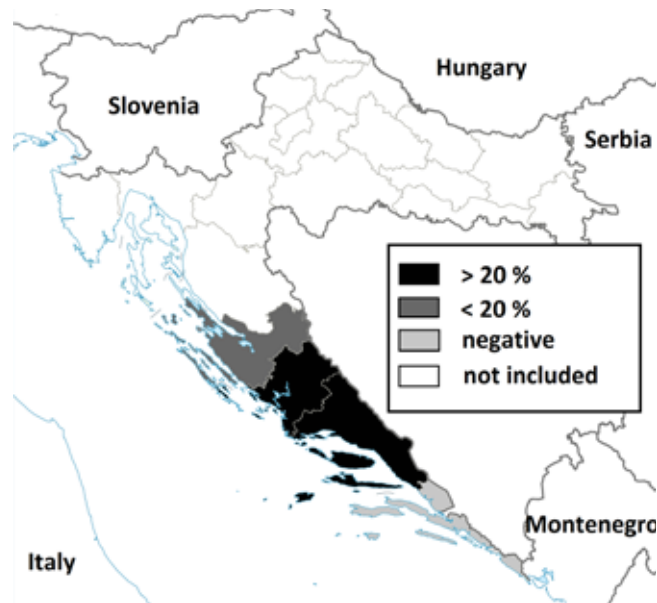 Hungary
Slovenia
Serbia
> 20 %
< 20 %
negative
not included
Montenegro
Italy